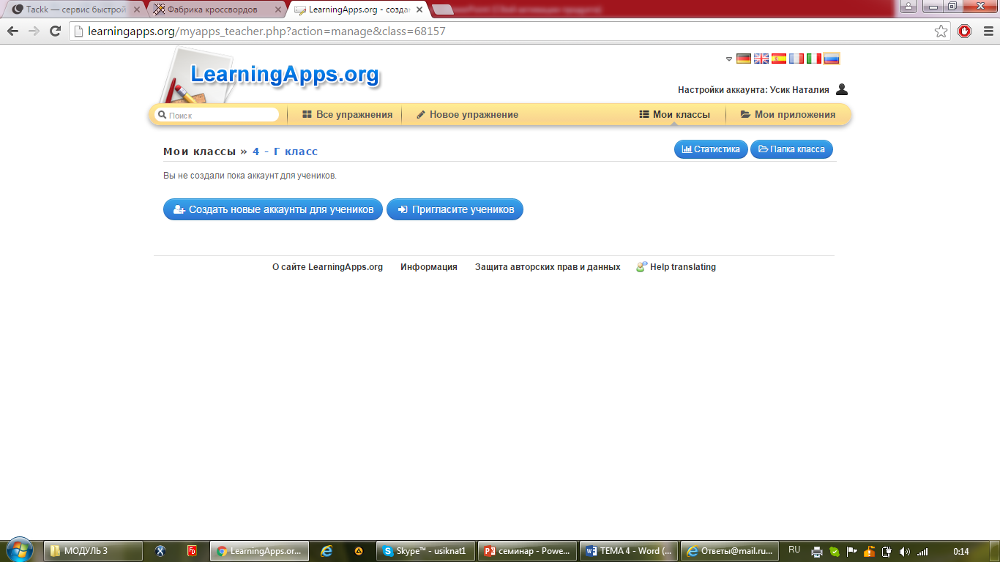 Tackk — сервис быстрой
Фабрика кроссвордов
LearningApps.org - создан
learningapps.org/myapps_teacher.php?action=manage&class=68157
LearningApps.org
Настройки аккаунта: Усик Наталия
Поиск
Все упражнения
Новое упражнение
Мои классы
Мои приложения
Мои классы » 4 - Г класс
Статистика
Папка класса
Вы не создали пока аккаунт для учеников.
Создать новые аккаунты для учеников
Пригласите учеников
О сайте LearningApps.org
Информация
Защита авторских прав и данных
Help translating
МОДУЛЬ 3
LearningApps.or...
Skype™ - usiknat1
семинар - Powe...
ТЕМА 4 - Word (...
Ответы@mail.ru...
RU
0:14